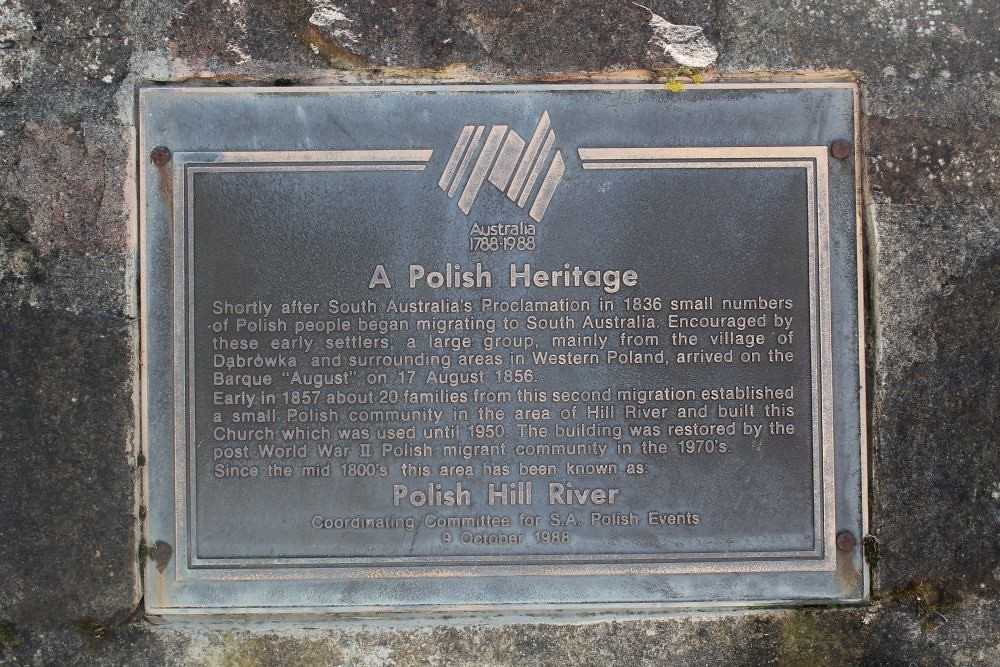 Australia
1788-1988
A Polish Heritage
Shortly after South Australia's Proclamation in 1836 small numbers
of Polish people began migrating to South Australia. Encouraged by
these early settlers, a large group, mainly from the village of
Dąbrówka and surrounding areas in Western Poland, arrived on the
Barque "August" on 17 August 1856.
Early in 1857 about 20 families from this second migration established
a small Polish community in the area of Hill River and built this
Church which was used until 1950. The building was restored by the
post World War II Polish migrant community in the 1970's.
Since the mid 1800's this area has been known as:
Polish Hill River
Coordinating Committee for S.A. Polish Events
9 October 1988